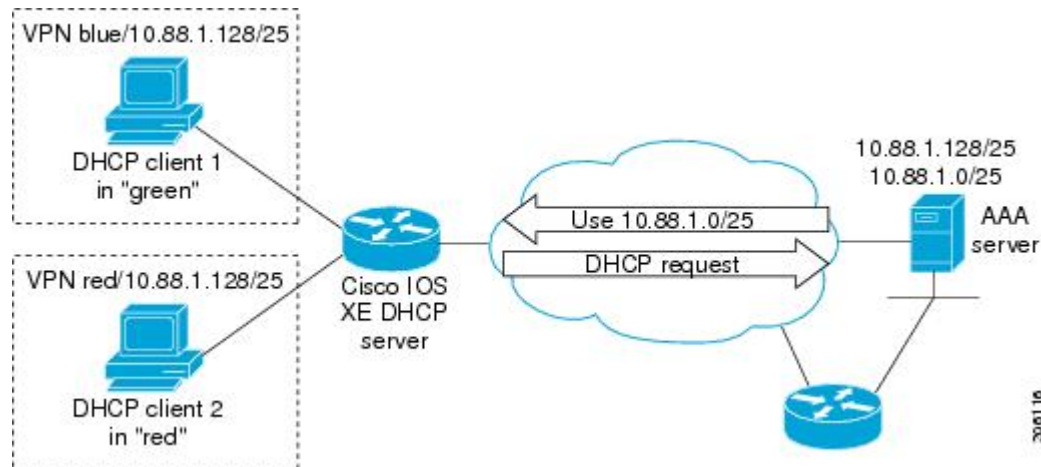 VPN blue/10.88.1.128/25
DHCP client 1
in "green"
VPN red/10.88.1.128/25
DHCP client 2
in "red"
Cisco IOS
XE DHCP
server
Use 10.88.1.0/25
DHCP request
10.88.1.128/25
10.88.1.0/25
AAA
server
206116